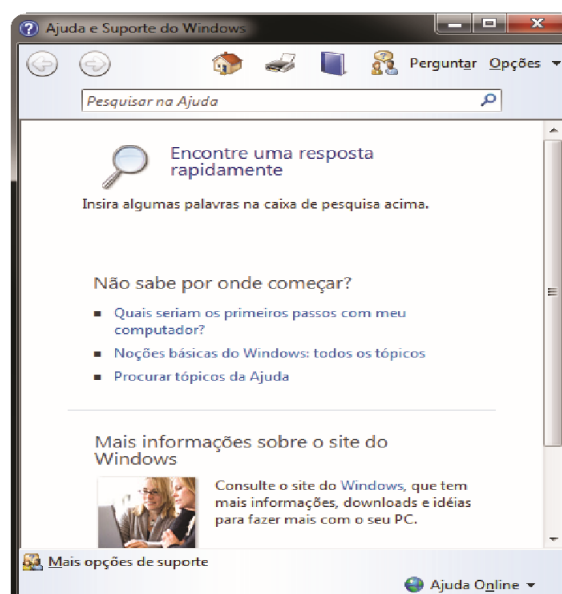 Ajuda e Suporte do Windows
Perguntar Opções
Pesquisar na Ajuda
Encontre uma resposta
rapidamente
Insira algumas palavras na caixa de pesquisa acima.
Não sabe por onde começar?
Quais seriam os primeiros passos com meu
computador?
Noções básicas do Windows: todos os tópicos
Procurar tópicos da Ajuda
Mais informações sobre o site do
Windows
Consulte o site do Windows, que tem
mais informações, downloads e idéias
para fazer mais com o seu PC.
Mais opções de suporte
Ajuda Online